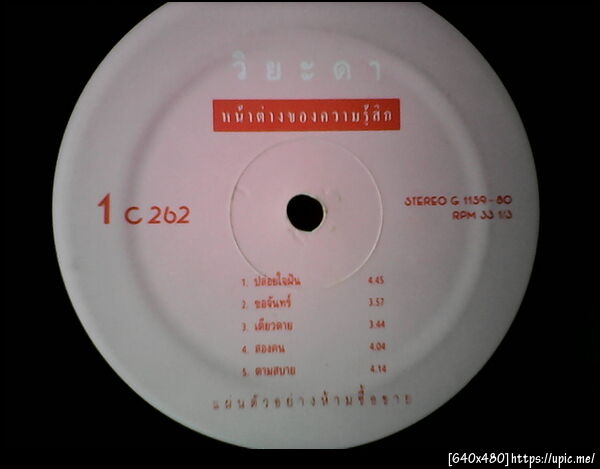 วิยะดา
หน้าต่างของความรู้สึก
1 C 262
STEREO G 1159-80
RPM 33 1/3
1. ปล่อยใจฝัน 4.45
2. ขอจันทร์ 3.57
3. เดียวดาย 3.44
4. สองคน 4.04
5. ตามสบาย 4.14
แผ่นตัวอย่างห้ามซื้อขาย
[640x480]https://upic.me/